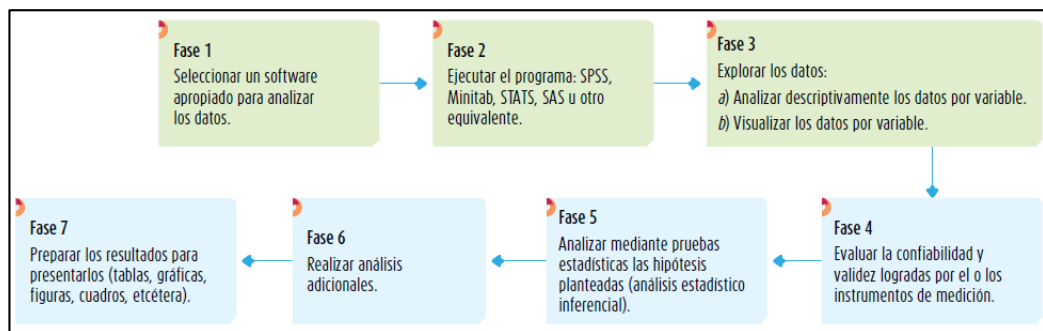 Fase 1
Seleccionar un software
apropiado para analizar
los datos.
Fase 2
Ejecutar el programa: SPSS,
Minitab, STATS, SAS u otro
equivalente.
Fase 3
Explorar los datos:
a) Analizar descriptivamente los datos por variable.
b) Visualizar los datos por variable.
Fase 4
Evaluar la confiabilidad y
validez logradas por el o los
instrumentos de medición.
Fase 5
Analizar mediante pruebas
estadísticas las hipótesis
planteadas (análisis estadístico
inferencial).
Fase 6
Realizar análisis
adicionales.
Fase 7
Preparar los resultados para
presentarlos (tablas, gráficas,
figuras, cuadros, etcétera).